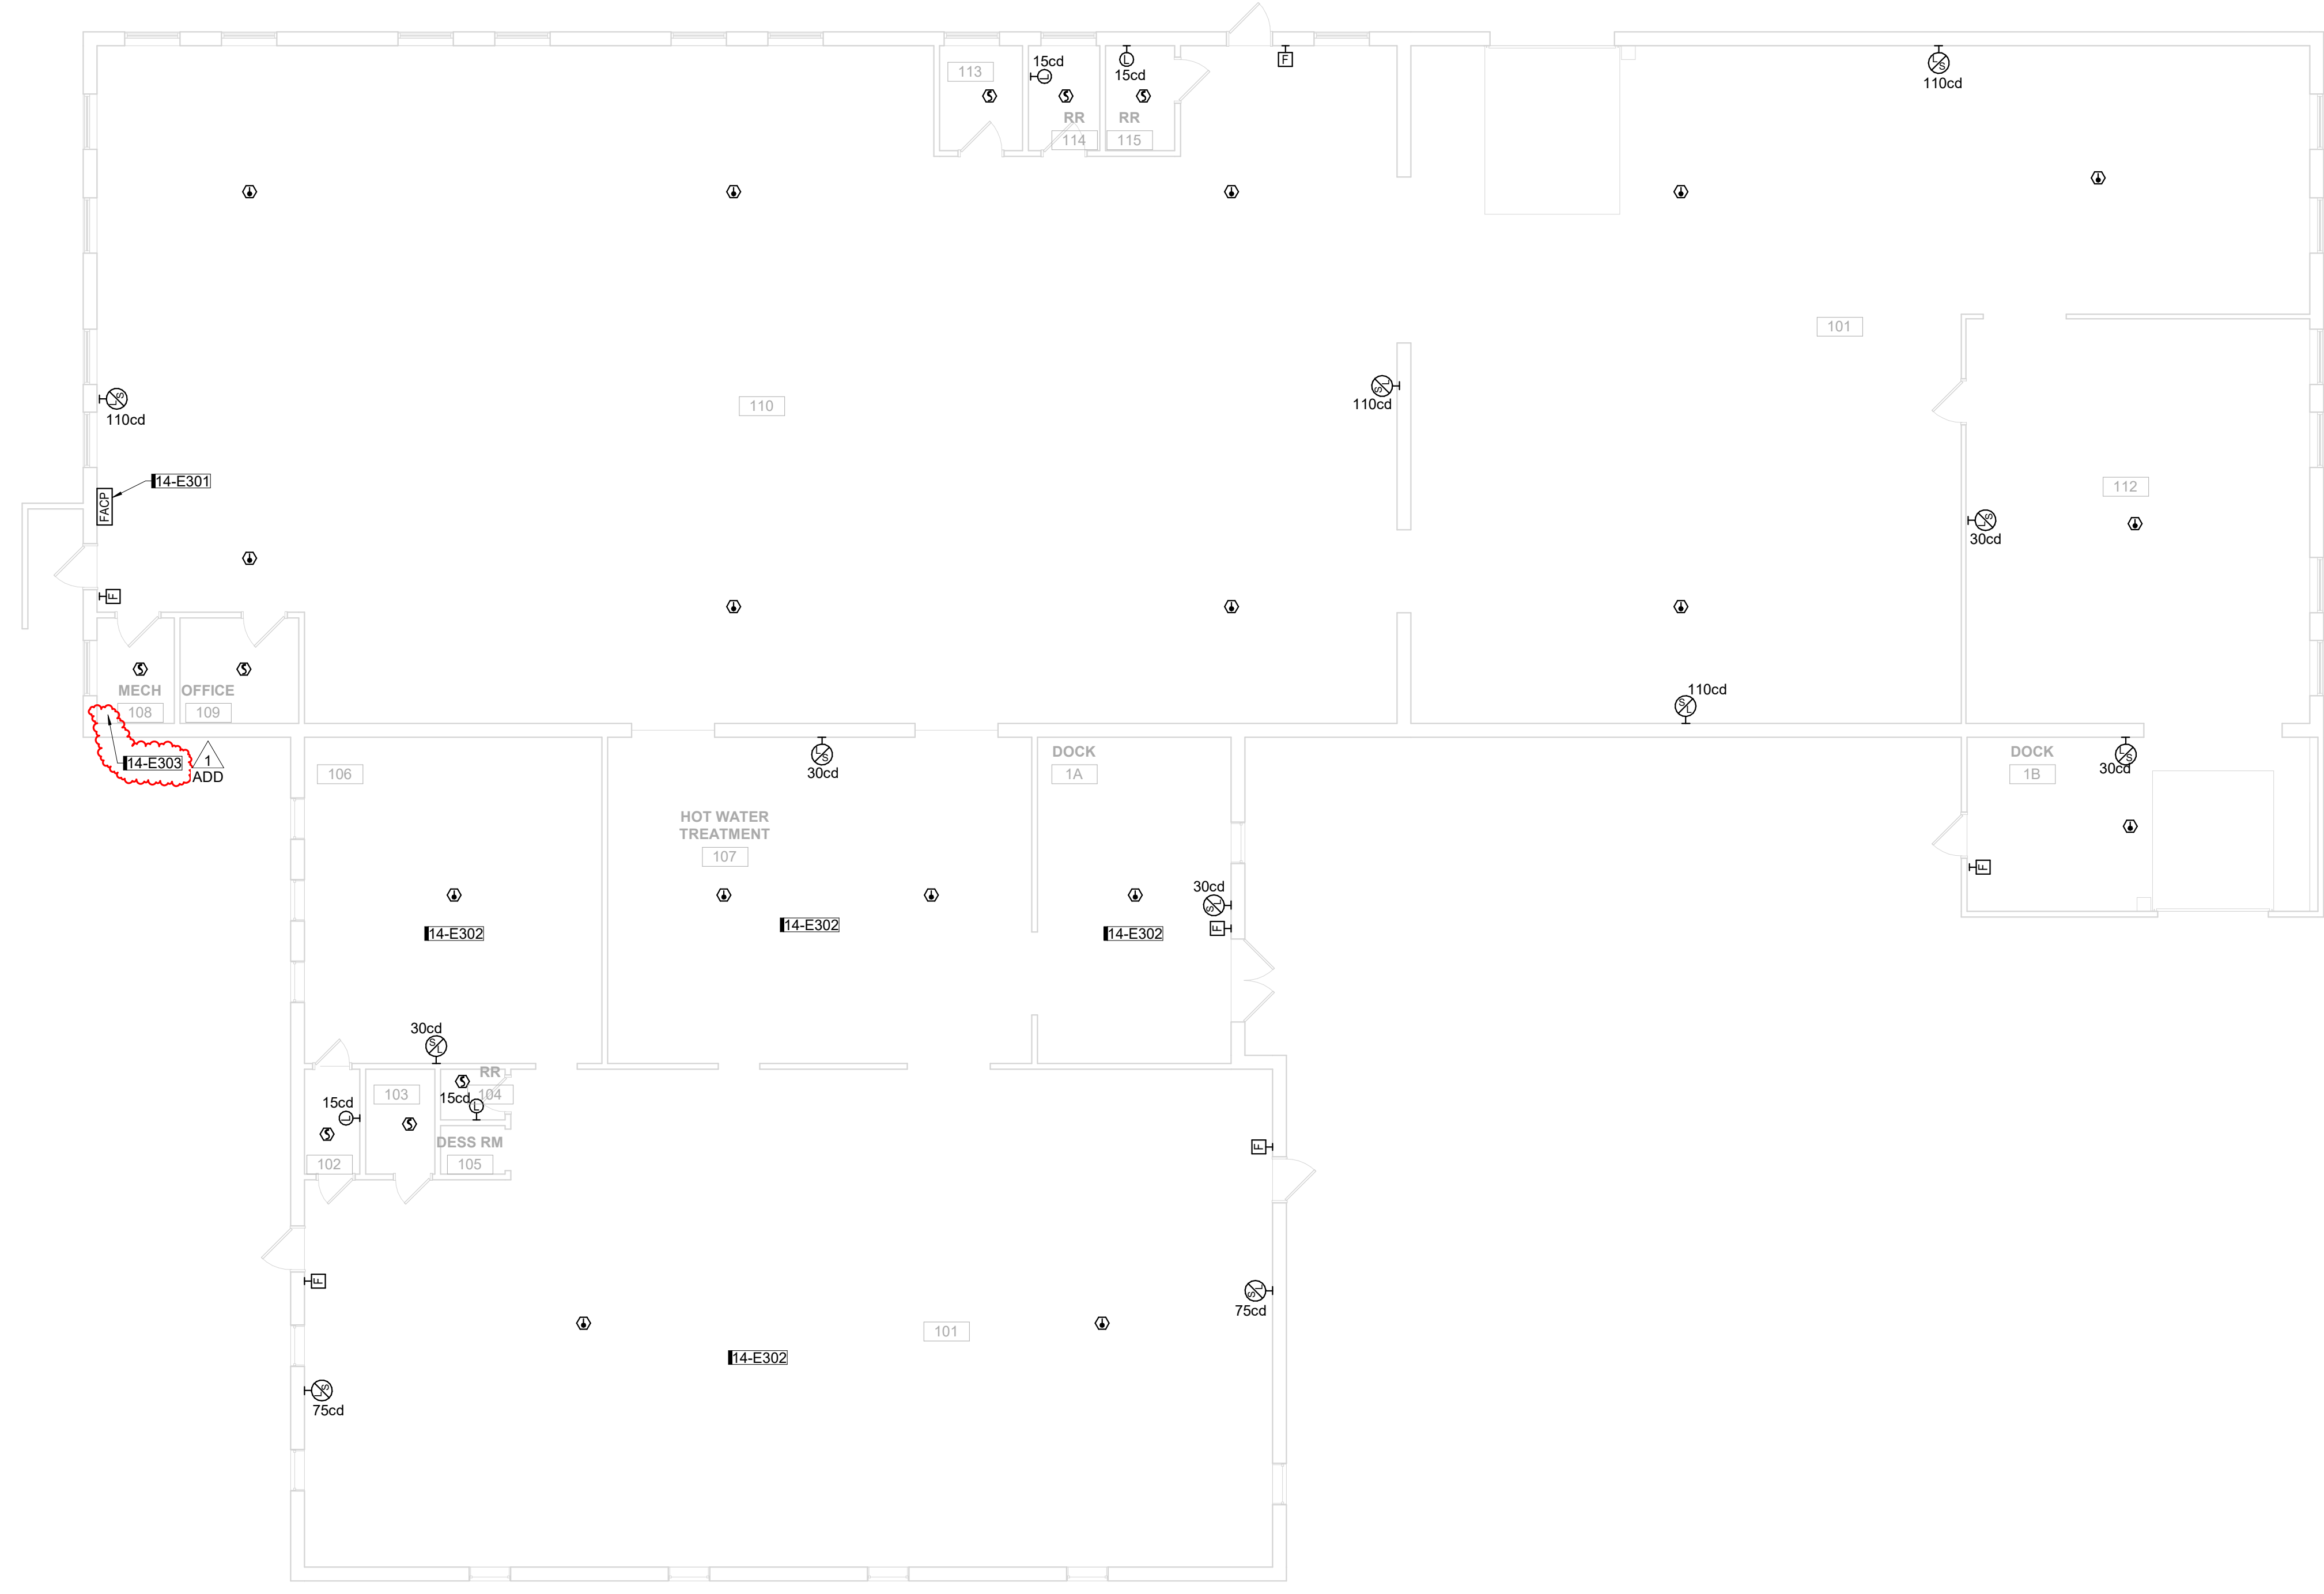 15cd
L
L
15cd
F
L
S
110cd
113
S
S
S
RR
RR
114
115
101
L
S
110cd
S
L
110cd
110
14-E301
FACP
112
L
S
30cd
F
S
S
MECH
OFFICE
108
109
110cd
S
L
14-E303
1
ADD
106
L
S
30cd
DOCK
1A
DOCK
1B
L
S
30cd
HOT WATER
TREATMENT
107
F
30cd
S
L
F
14-E302
14-E302
14-E302
30cd
S
L
RR
S
103
104
15cd
L
15cd
L
S
S
DESS RM
102
105
F
F
S
L
75cd
101
14-E302
L
S
75cd